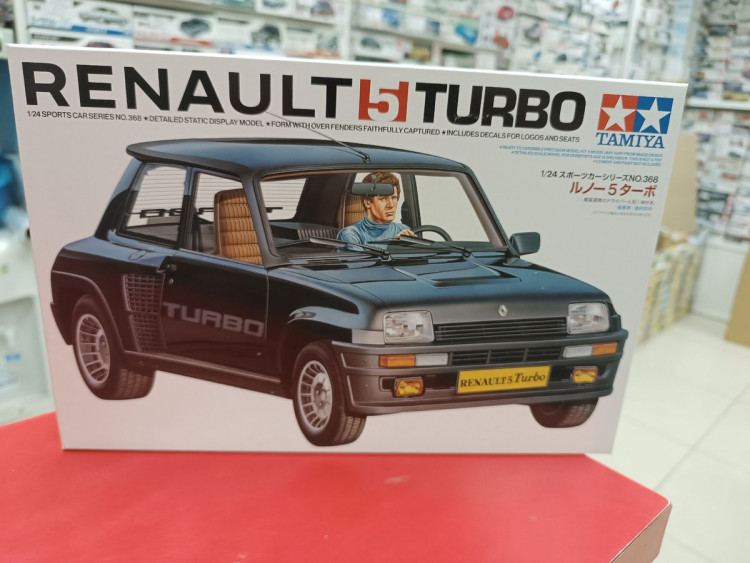 RENAULT 5 TURBO
1/24 SPORTS CAR SERIES NO.368 ★ DETAILED STATIC DISPLAY MODEL ★ FORM WITH OVER FENDERS FAITHFULLY CAPTURED ★ INCLUDES DECALS FOR LOGOS AND SEATS
TAMIYA
1/24 スポーツカーシリーズNO.368
ルノー5ターボ
TURBO
RENAULT 5 Turbo